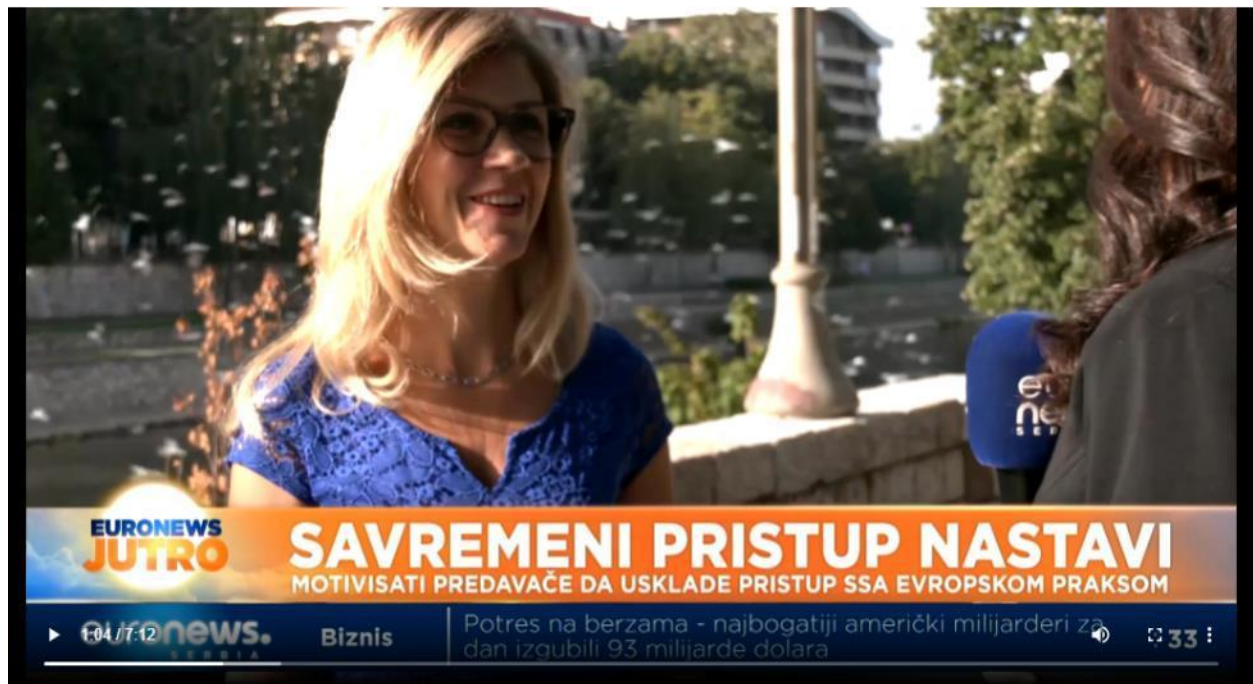 SAVREMENI PRISTUP NASTAVI
MOTIVISATI PREDAVAČE DA USKLADE PRISTUP SSA EVROPSKOM PRAKSOM
EURONEWS
JUTRO
euronews.
SERBIA
Biznis
Potres na berzama - najbogatiji američki milijarderi za
dan izgubili 93 milijarde dolara
1:04 / 7:12
33